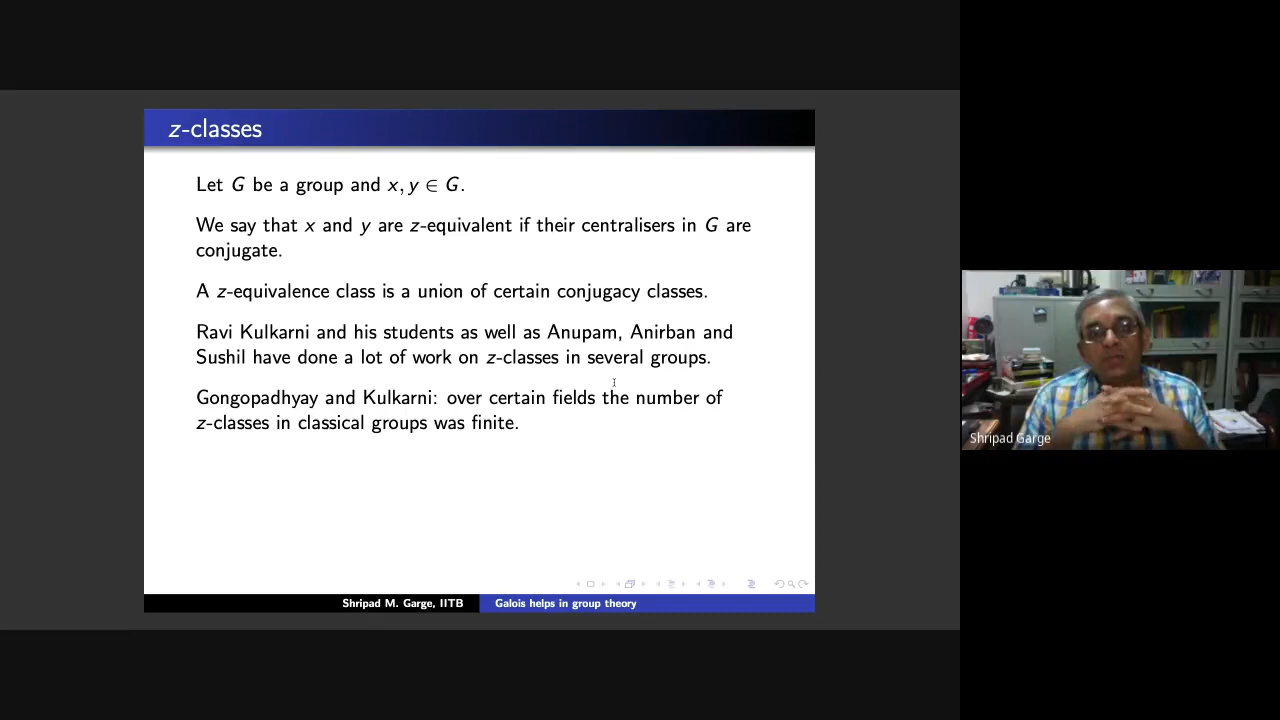 z-classes
Let G be a group and x, y ∈ G.
We say that x and y are z-equivalent if their centralisers in G are
conjugate.
A z-equivalence class is a union of certain conjugacy classes.
Ravi Kulkarni and his students as well as Anupam, Anirban and
Sushil have done a lot of work on z-classes in several groups.
Gongopadhyay and Kulkarni: over certain fields the number of
z-classes in classical groups was finite.
Shripad M. Garge, IITB
Galois helps in group theory
Shripad Garge